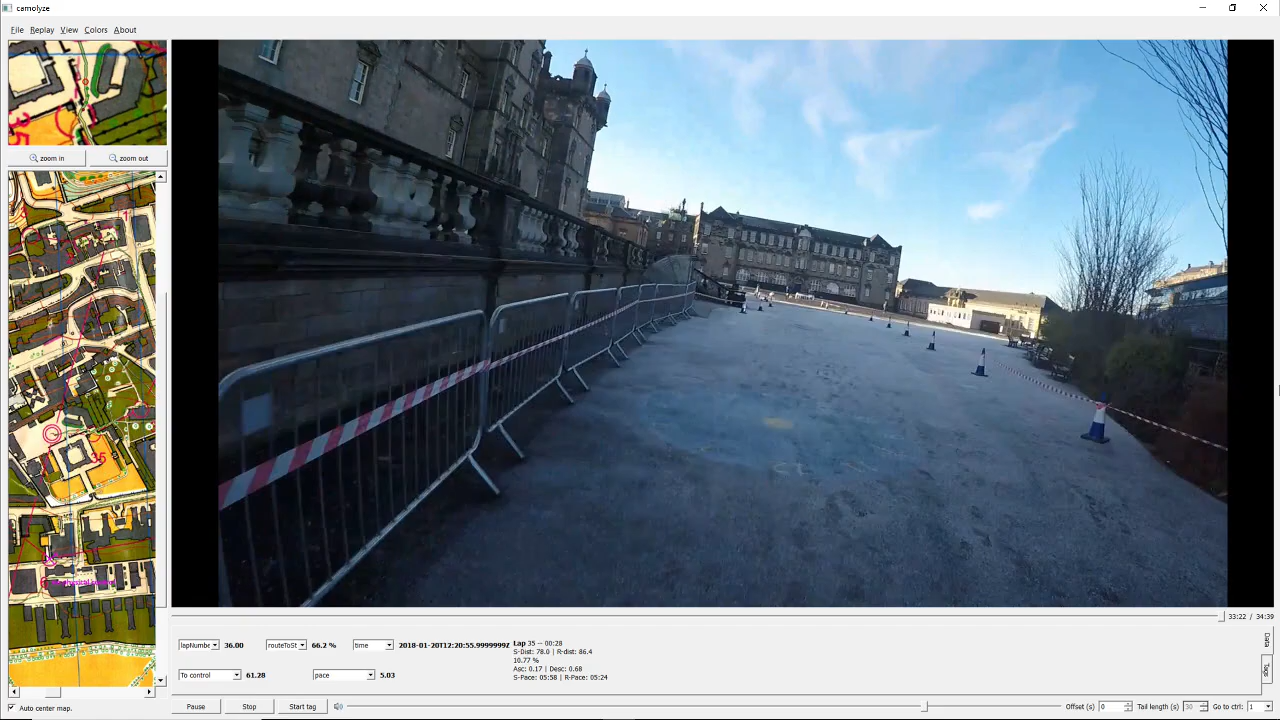 camolyze
File Replay View Colors About
zoom in zoom out
35
33:22 / 34:39
lapNumbe 36.00 routeToSt 66.2 % time 2018-01-20T12:20:55.9999999Z
Lap 35 -- 00:28
S-Dist: 78.0 | R-dist: 86.4
10.77 %
Asc: 0.17 | Desc: 0.68
S-Pace: 05:58 | R-Pace: 05:24
To control 61.28 pace 5.03
Data
Tags
Auto center map.
Pause Stop Start tag Offset (s) 0 Tail length (s) 30 Go to ctrl: 1